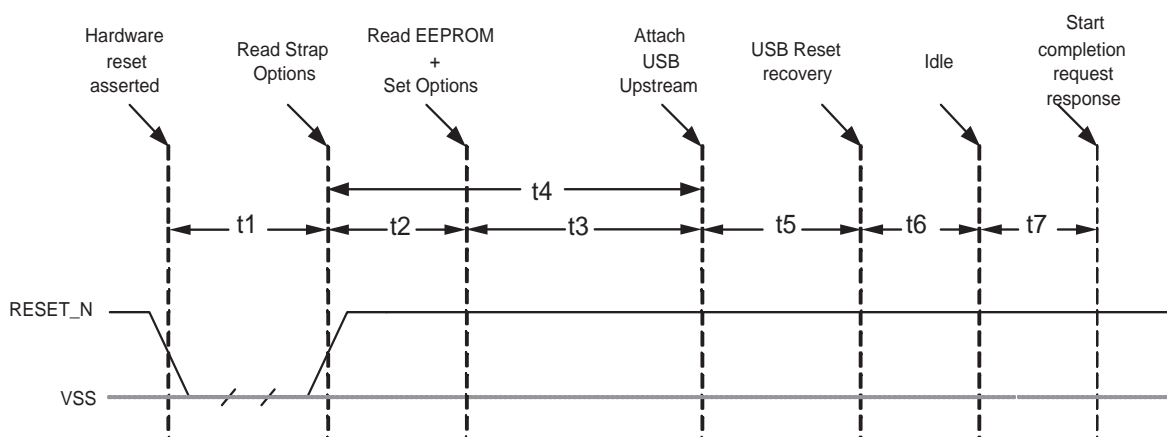 Hardware
reset
asserted
Read Strap
Options
Read EEPROM
+
Set Options
Attach
USB
Upstream
USB Reset
recovery
Idle
Start
completion
request
response
t4
t1
t2
t3
t5
t6
t7
RESET_N
VSS